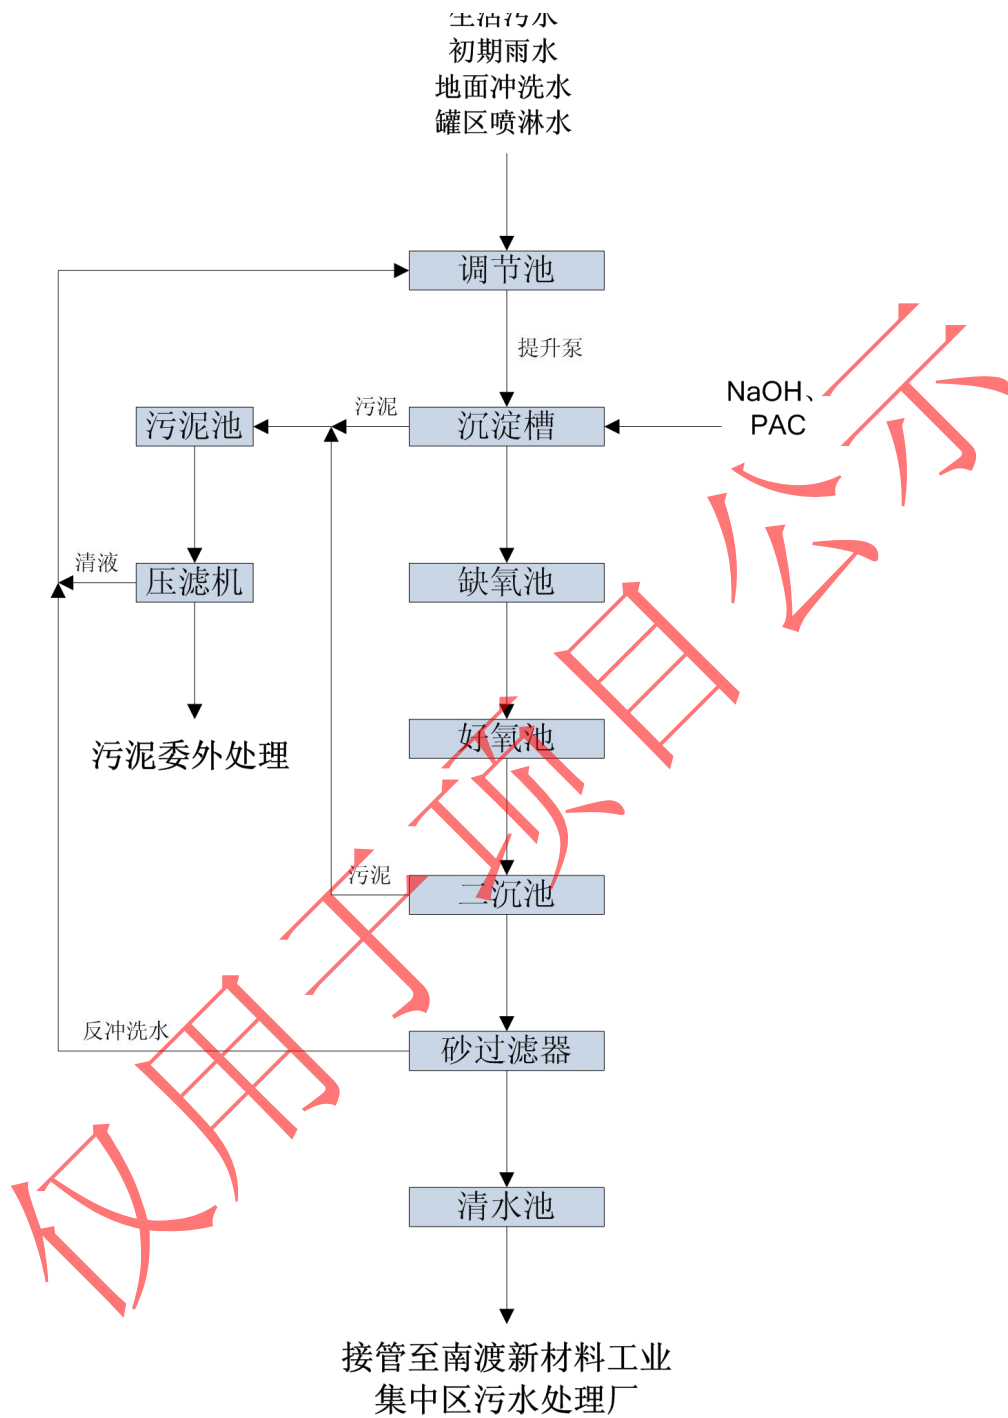 生活污水
初期雨水
地面冲洗水
罐区喷淋水
调节池
提升泵
NaOH、
PAC
污泥
污泥池
沉淀槽
清液
压滤机
缺氧池
好氧池
污泥委外处理
污泥
二沉池
反冲洗水
砂过滤器
清水池
接管至南渡新材料工业
集中区污水处理厂
仅用于项目公示